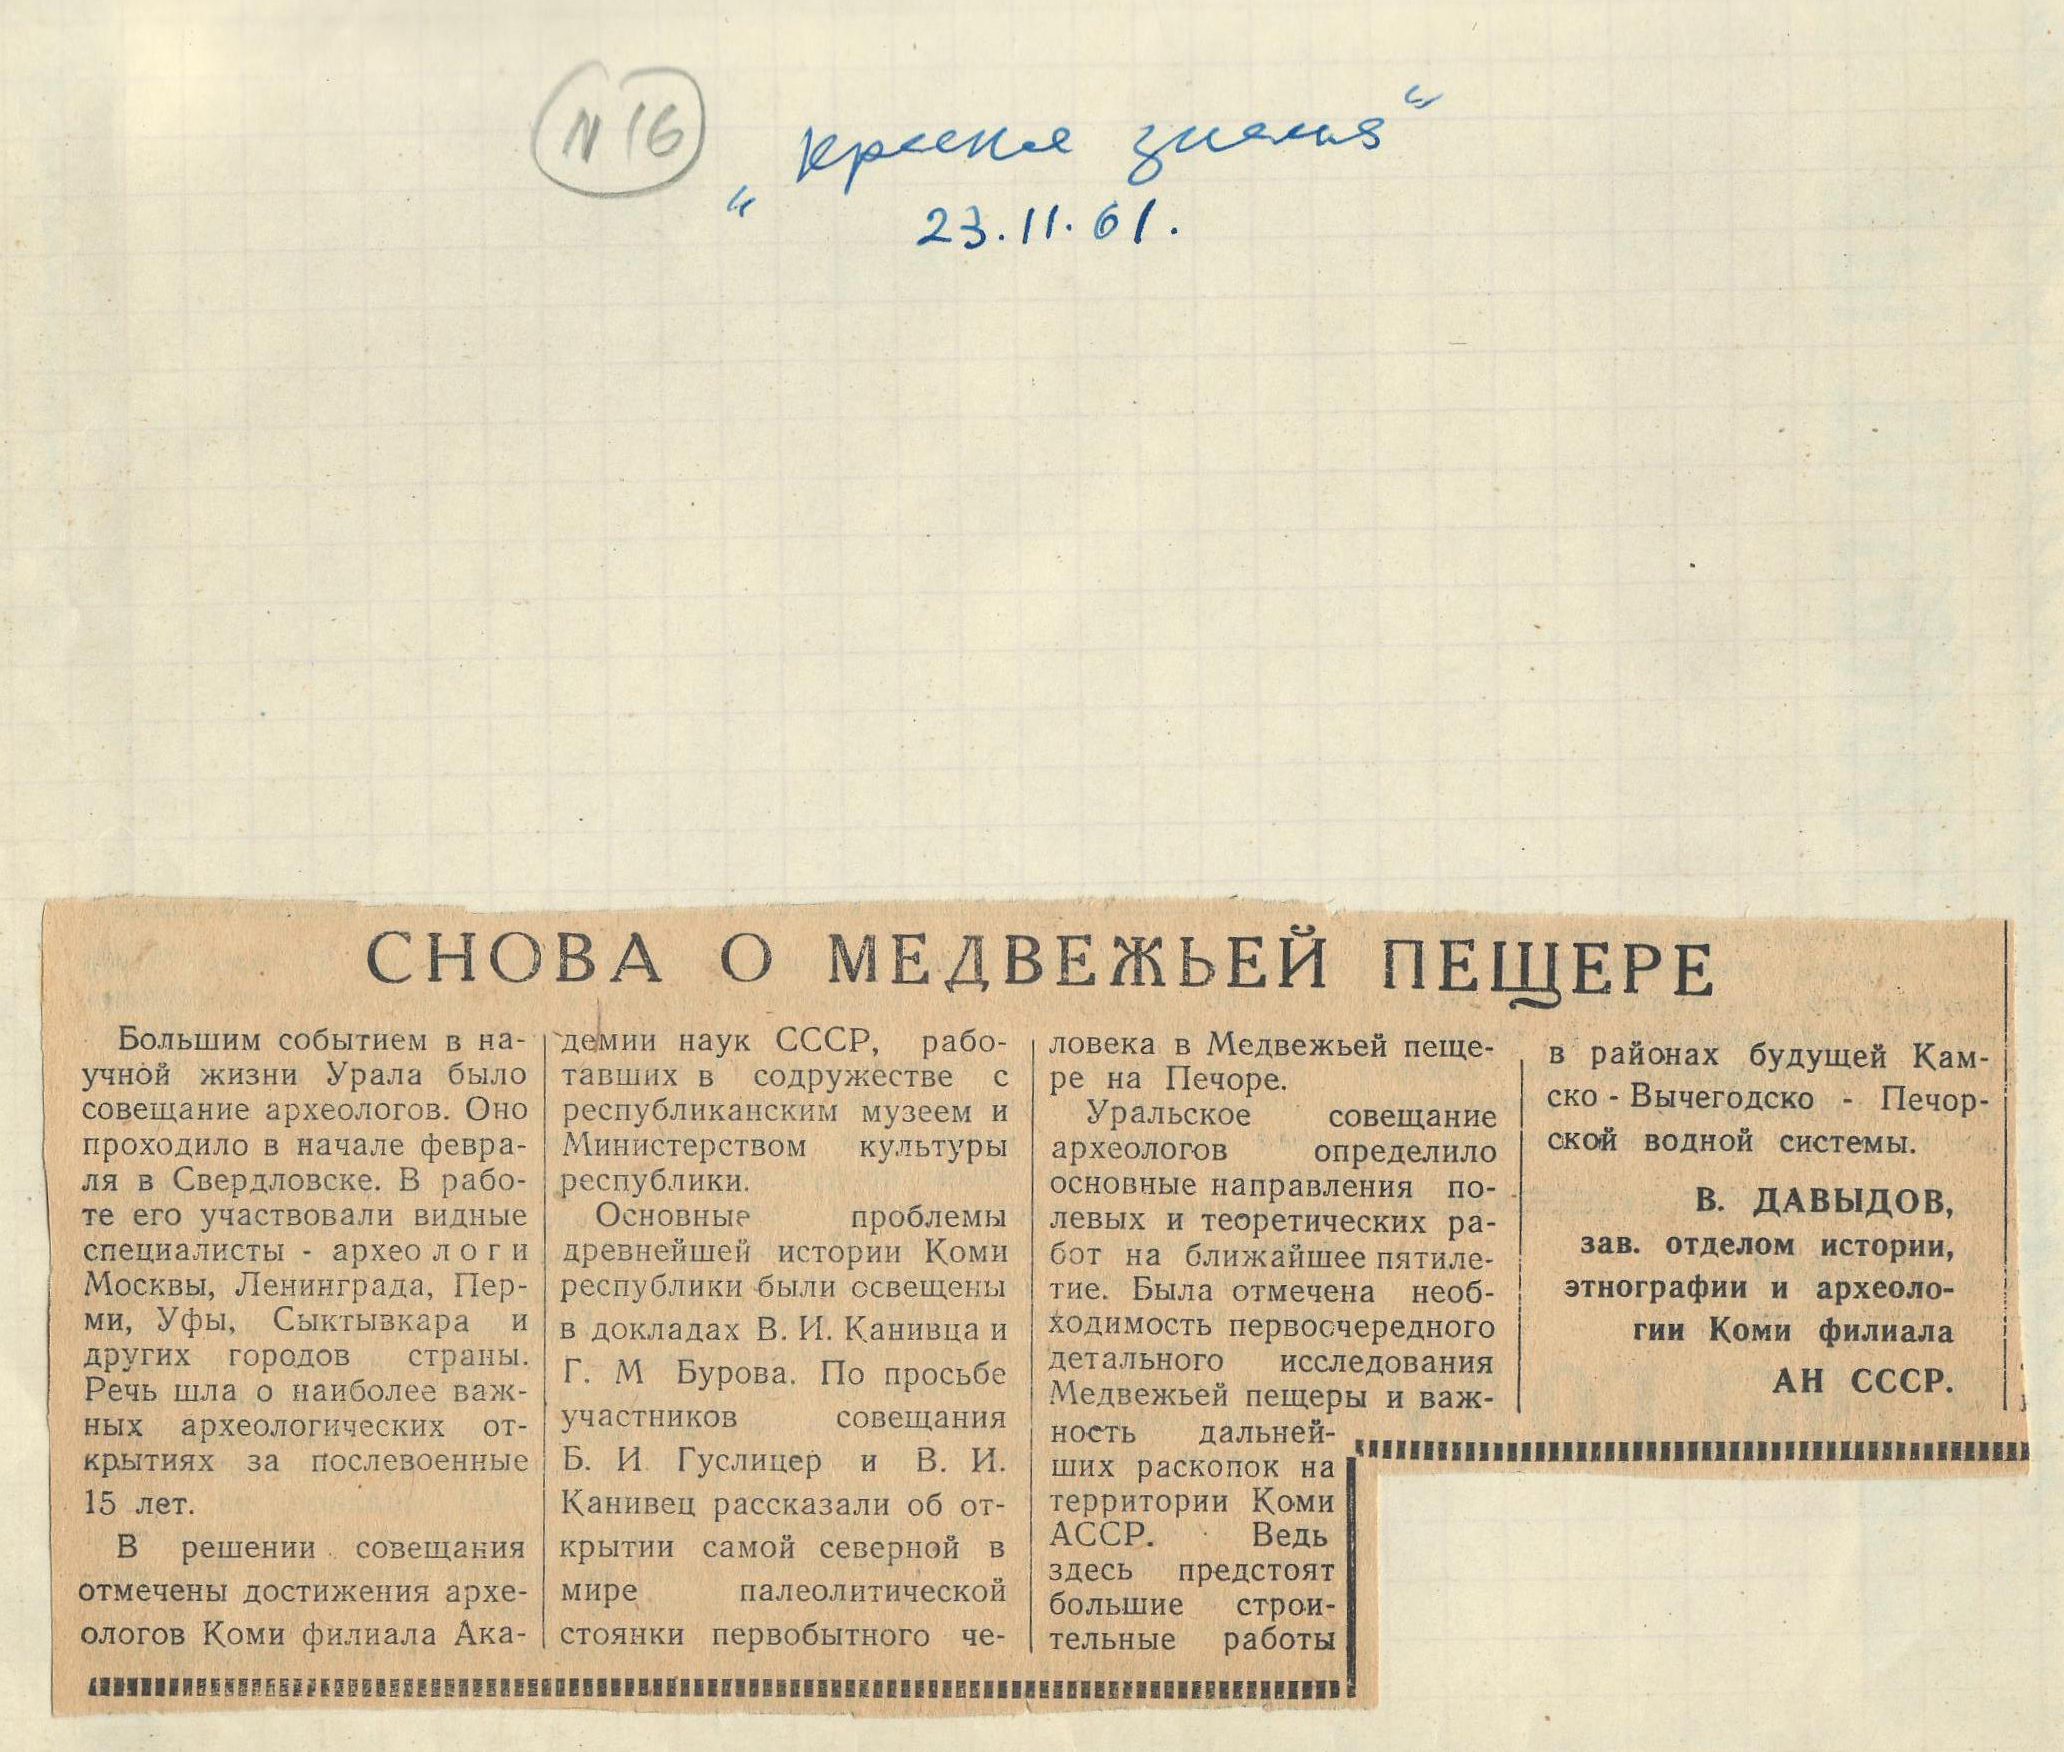 N 16
"Красное знамя"
23.II.61.
СНОВА О МЕДВЕЖЬЕЙ ПЕЩЕРЕ
Большим событием в на-
учной жизни Урала было
совещание археологов. Оно
проходило в начале февра-
ля в Свердловске. В рабо-
те его участвовали видные
специалисты - археологи
Москвы, Ленинграда, Пер-
ми, Уфы, Сыктывкара и
других городов страны.
Речь шла о наиболее важ-
ных археологических от-
крытиях за послевоенные
15 лет.
В решении совещания
отмечены достижения архе-
ологов Коми филиала Ака-
демии наук СССР, рабо-
тавших в содружестве с
республиканским музеем и
Министерством культуры
республики.
Основные проблемы
древнейшей истории Коми
республики были освещены
в докладах В. И. Канивца и
Г. М Бурова. По просьбе
участников совещания
Б. И Гуслицер и В. И.
Канивец рассказали об от-
крытии самой северной в
мире палеолитической
стоянки первобытного че-
ловека в Медвежьей пеще-
ре на Печоре.
Уральское совещание
археологов определило
основные направления по-
левых и теоретических ра-
бот на ближайшее пятиле-
тие. Была отмечена необ-
ходимость первоочередного
детального исследования
Медвежьей пещеры и важ-
ность дальней-
ших раскопок на
территории Коми
АССР. Ведь
здесь предстоят
большие строи-
тельные работы
в районах будущей Кам-
ско - Вычегодско - Печор-
ской водной системы.
В. ДАВЫДОВ,
зав. отделом истории,
этнографии и археоло-
гии Коми филиала
АН СССР.